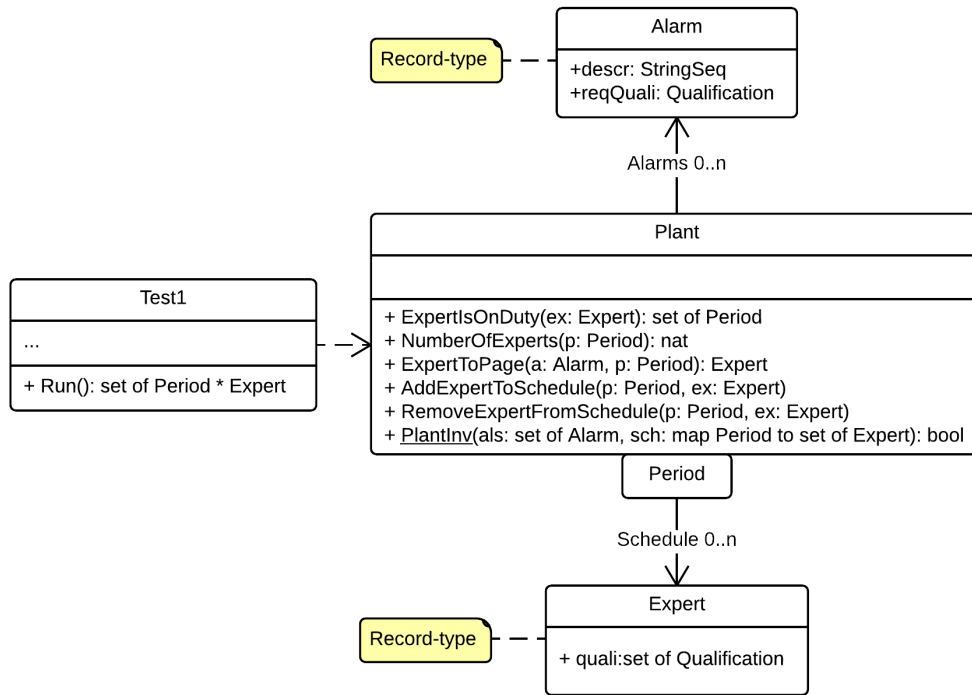 Alarm
Record-type
+descr: StringSeq
+reqQuali: Qualification
Alarms 0..n
Plant
Test1
...
+ Run(): set of Period * Expert
+ ExpertIsOnDuty(ex: Expert): set of Period
+ NumberOfExperts(p: Period): nat
+ ExpertToPage(a: Alarm, p: Period): Expert
+ AddExpertToSchedule(p: Period, ex: Expert)
+ RemoveExpertFromSchedule(p: Period, ex: Expert)
+ PlantInv(als: set of Alarm, sch: map Period to set of Expert): bool
Period
Schedule 0..n
Expert
Record-type
+ quali:set of Qualification